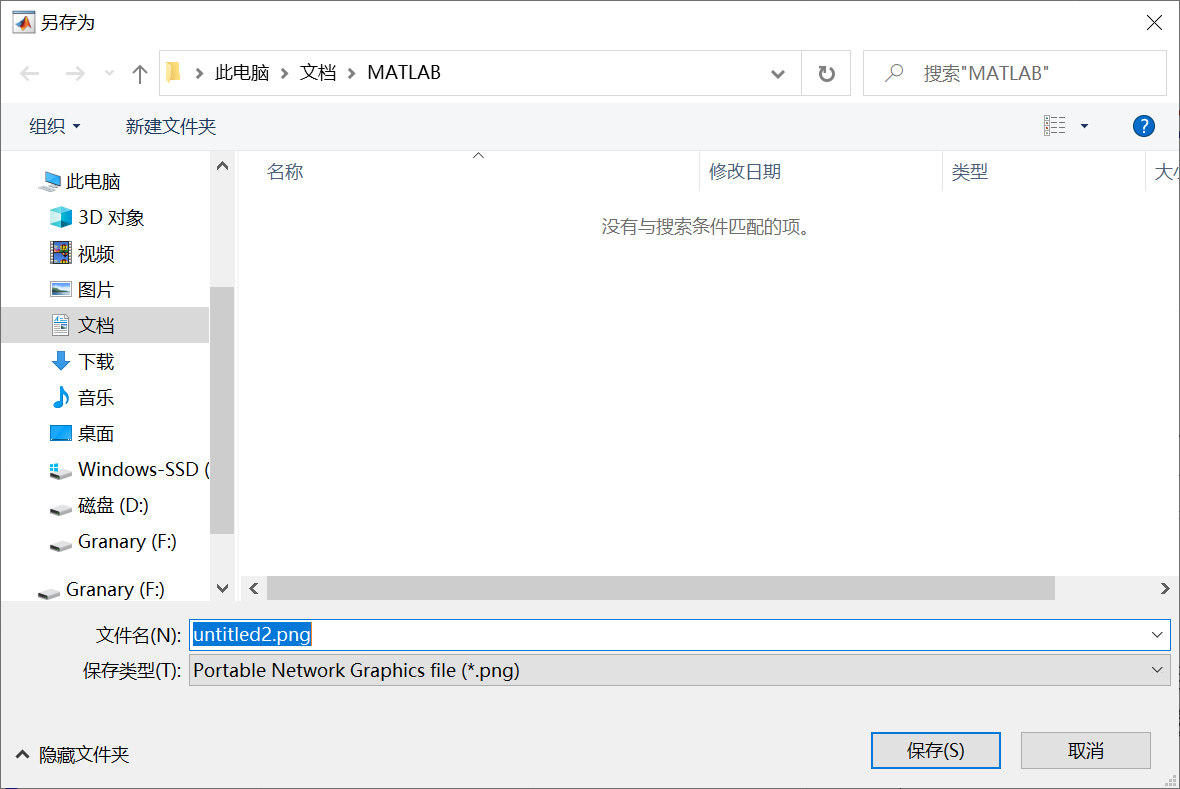 另存为
此电脑 › 文档 › MATLAB
搜索"MATLAB"
组织
新建文件夹
?
名称
修改日期
类型
大小
没有与搜索条件匹配的项。
此电脑
3D 对象
视频
图片
文档
下载
音乐
桌面
Windows-SSD (
磁盘 (D:)
Granary (F:)
Granary (F:)
文件名(N):
untitled2.png
保存类型(T):
Portable Network Graphics file (*.png)
隐藏文件夹
保存(S)
取消